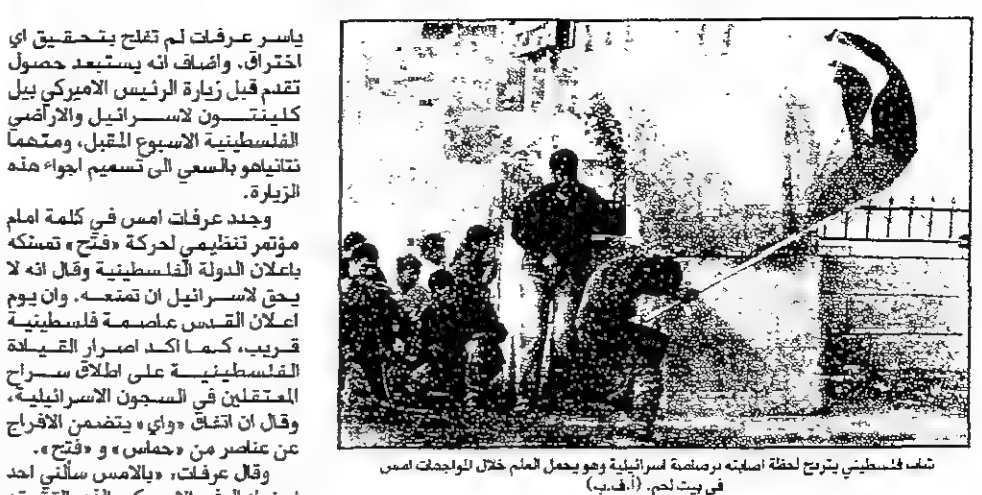 ياسر عرفات لم تفلح بتحقيق اي
اختراق. واضاف انه يستبعد حصول
تقدم قبل زيارة الرئيس الاميركي بيل
كلينتون لاسرائيل والاراضي
الفلسطينية الاسبوع المقبل، ومتهما
نتانياهو بالسعي الى تسميم اجواء هذه
الزيارة.
وجدد عرفات امس في كلمة امام
مؤتمر تنظيمي لحركة «فتح» تمسكه
باعلان الدولة الفلسطينية وقال انه لا
يحق لاسرائيل ان تمنعه. وان يوم
اعلان القدس عاصمة فلسطينية
قريب، كما اكد اصرار القيادة
الفلسطينية على اطلاق سراح
المعتقلين في السجون الاسرائيلية،
وقال ان اتفاق «واي» يتضمن الافراج
عن عناصر من «حماس» و «فتح».
وقال عرفات: «بالامس سألني احد
شاب فلسطيني يترنح لحظة اصابته برصاصة اسرائيلية وهو يحمل العلم خلال المواجهات امس
في بيت لحم. (أ.ف.ب)